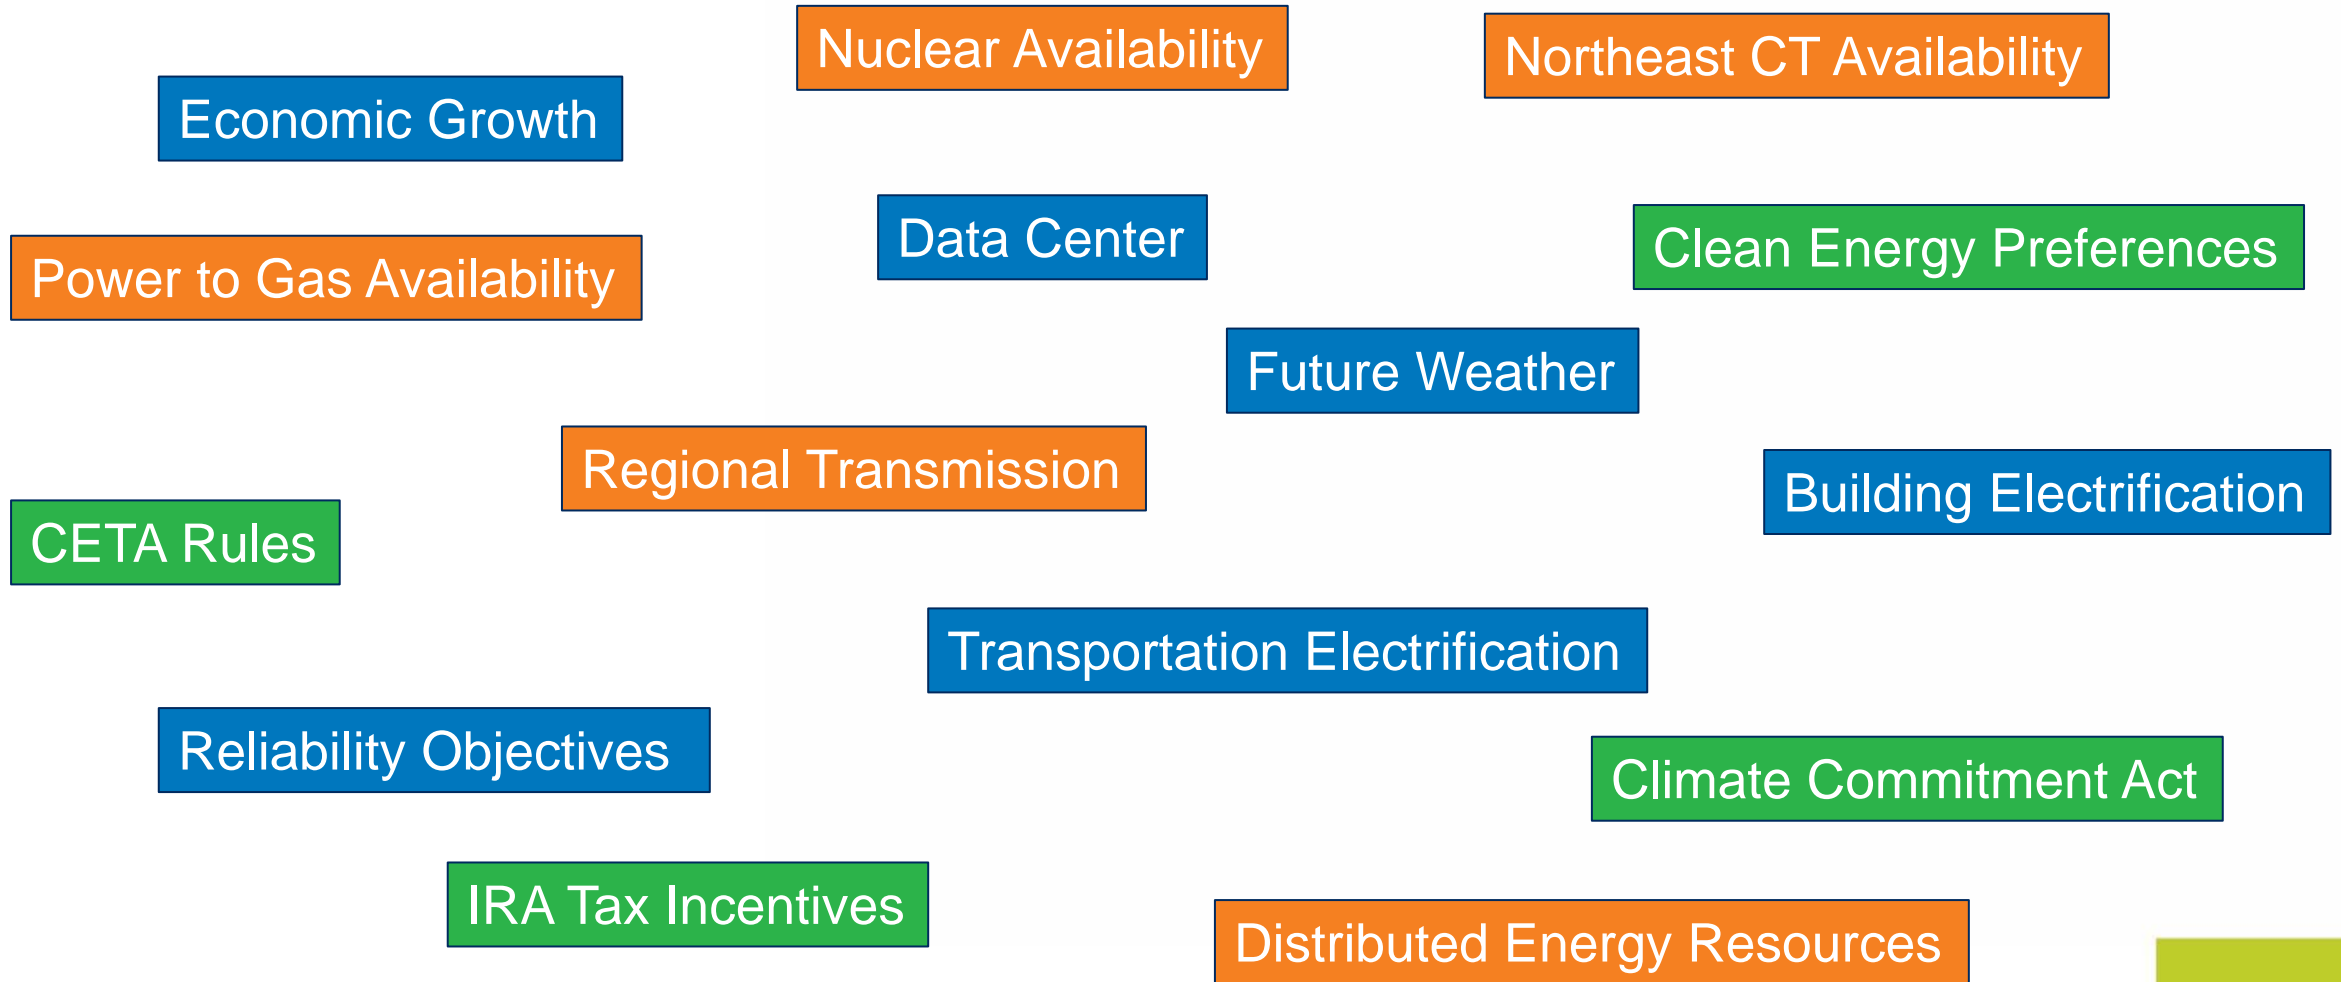 Nuclear Availability
Northeast CT Availability
Economic Growth
Data Center
Clean Energy Preferences
Power to Gas Availability
Future Weather
Regional Transmission
Building Electrification
CETA Rules
Transportation Electrification
Reliability Objectives
Climate Commitment Act
IRA Tax Incentives
Distributed Energy Resources